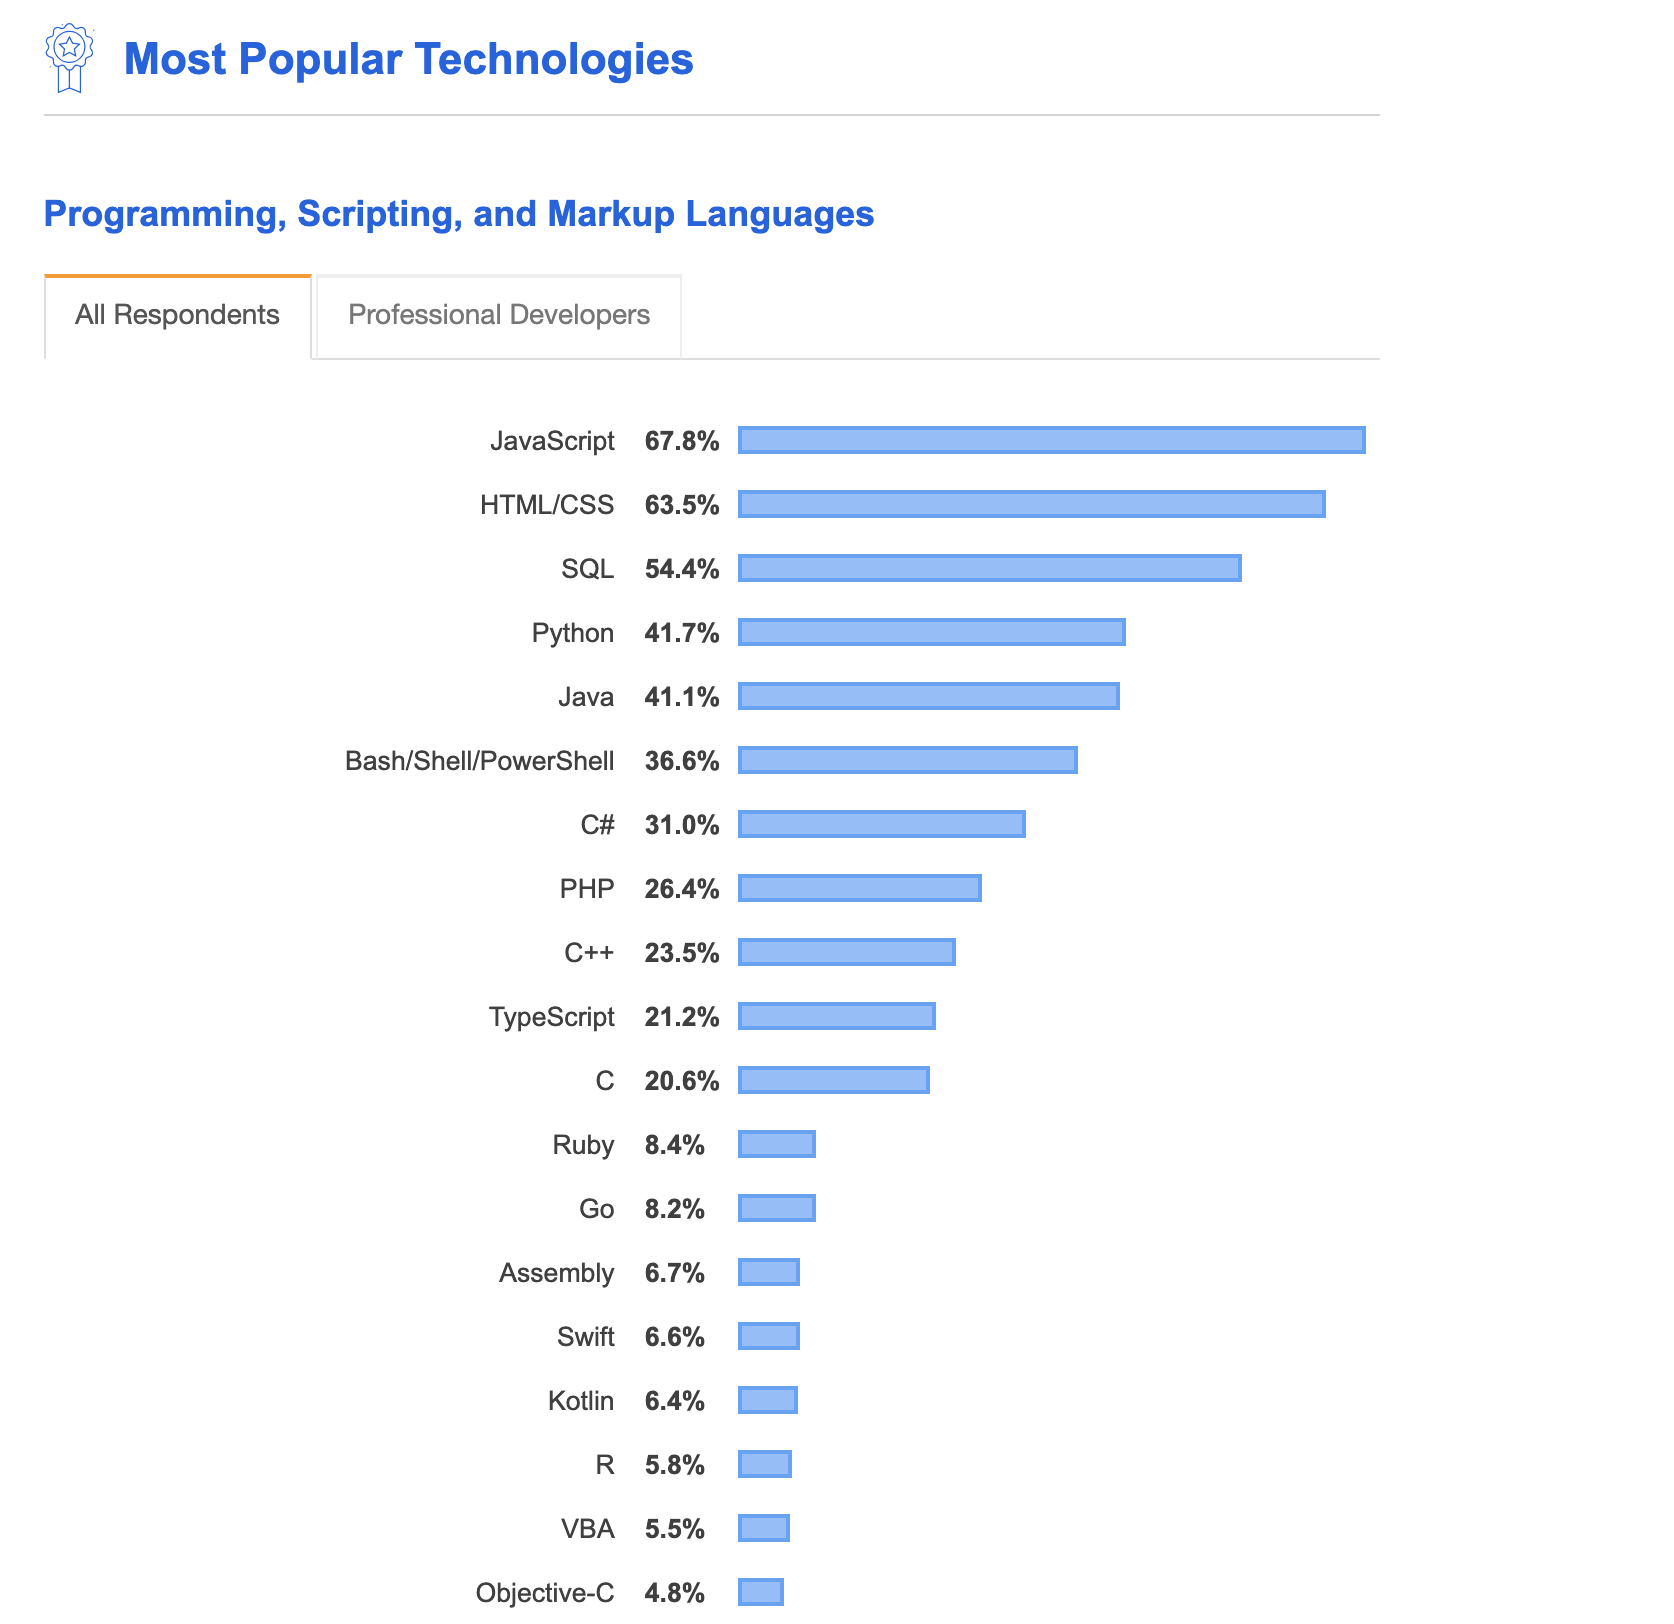 Most Popular Technologies
Programming, Scripting, and Markup Languages
All Respondents Professional Developers
JavaScript 67.8%
HTML/CSS 63.5%
SQL 54.4%
Python 41.7%
Java 41.1%
Bash/Shell/PowerShell 36.6%
C# 31.0%
PHP 26.4%
C++ 23.5%
TypeScript 21.2%
C 20.6%
Ruby 8.4%
Go 8.2%
Assembly 6.7%
Swift 6.6%
Kotlin 6.4%
R 5.8%
VBA 5.5%
Objective-C 4.8%